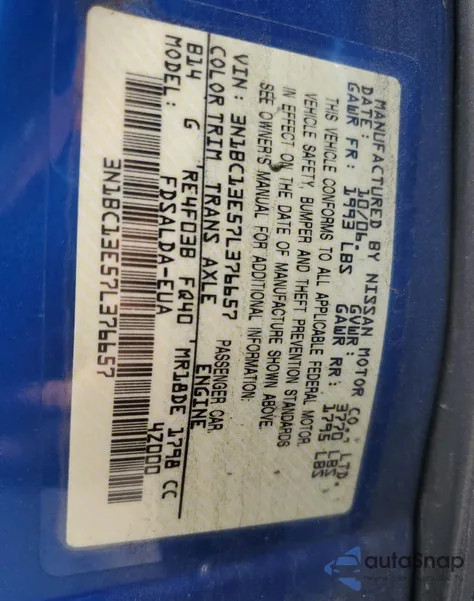 MANUFACTURED BY NISSAN MOTOR CO., LTD.
DATE: 10/06. GVWR: 3770 LBS.
GAWR FR: 1993 LBS GAWR RR: 1795 LBS
THIS VEHICLE CONFORMS TO ALL APPLICABLE FEDERAL MOTOR
VEHICLE SAFETY, BUMPER AND THEFT PREVENTION STANDARDS
IN EFFECT ON THE DATE OF MANUFACTURE SHOWN ABOVE.
SEE OWNER'S MANUAL FOR ADDITIONAL INFORMATION:
VIN: 3N1BC13E57L376657 PASSENGER CAR
COLOR TRIM TRANS AXLE ENGINE
B14 G RE4F03B FQ40 MR18DE 1798 CC
MODEL: FDSALDA-EUA 4Z000
3N1BC13E57L376657
autoSnap